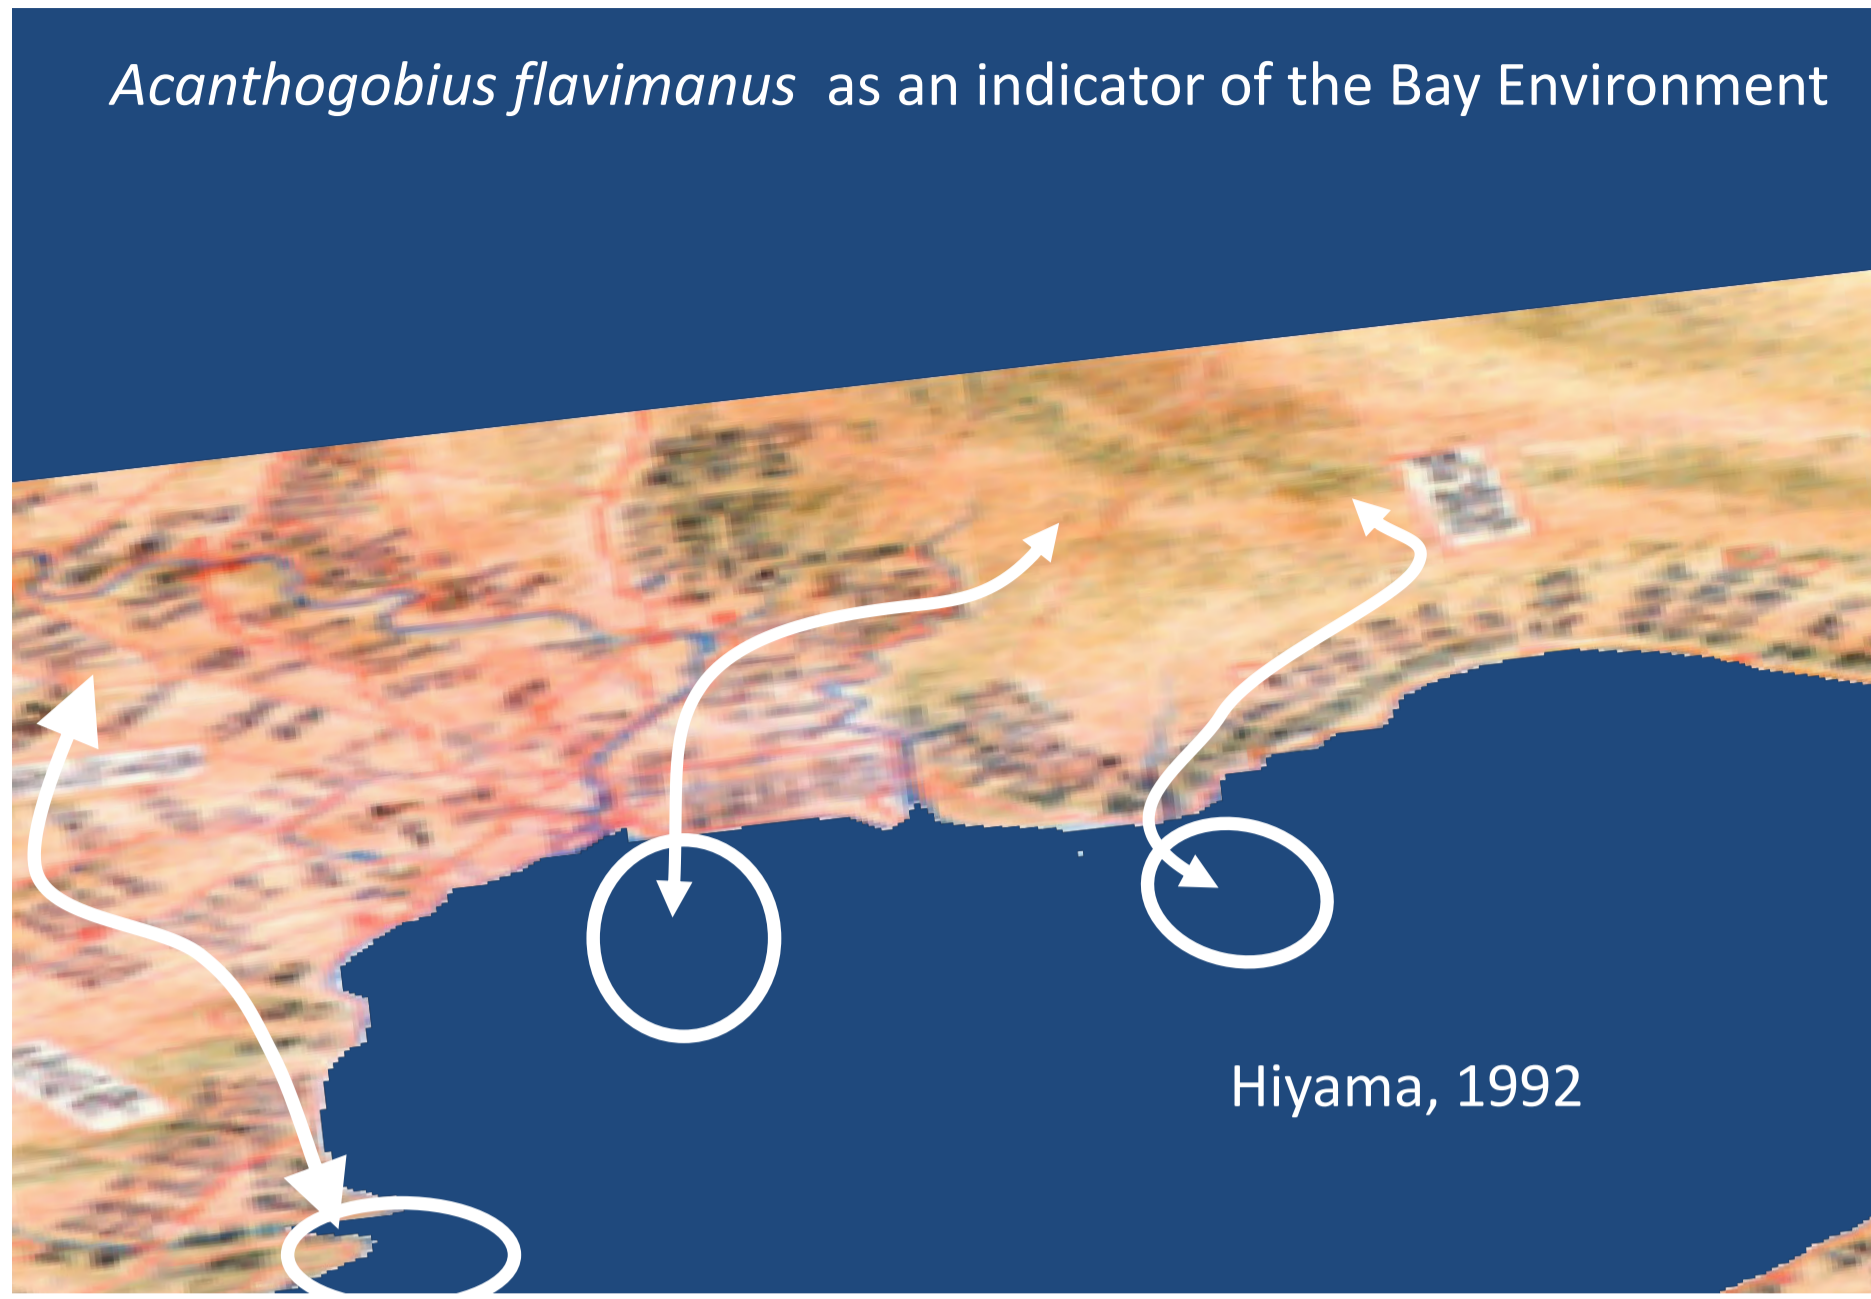 Acanthogobius flavimanus as an indicator of the Bay Environment
Hiyama, 1992